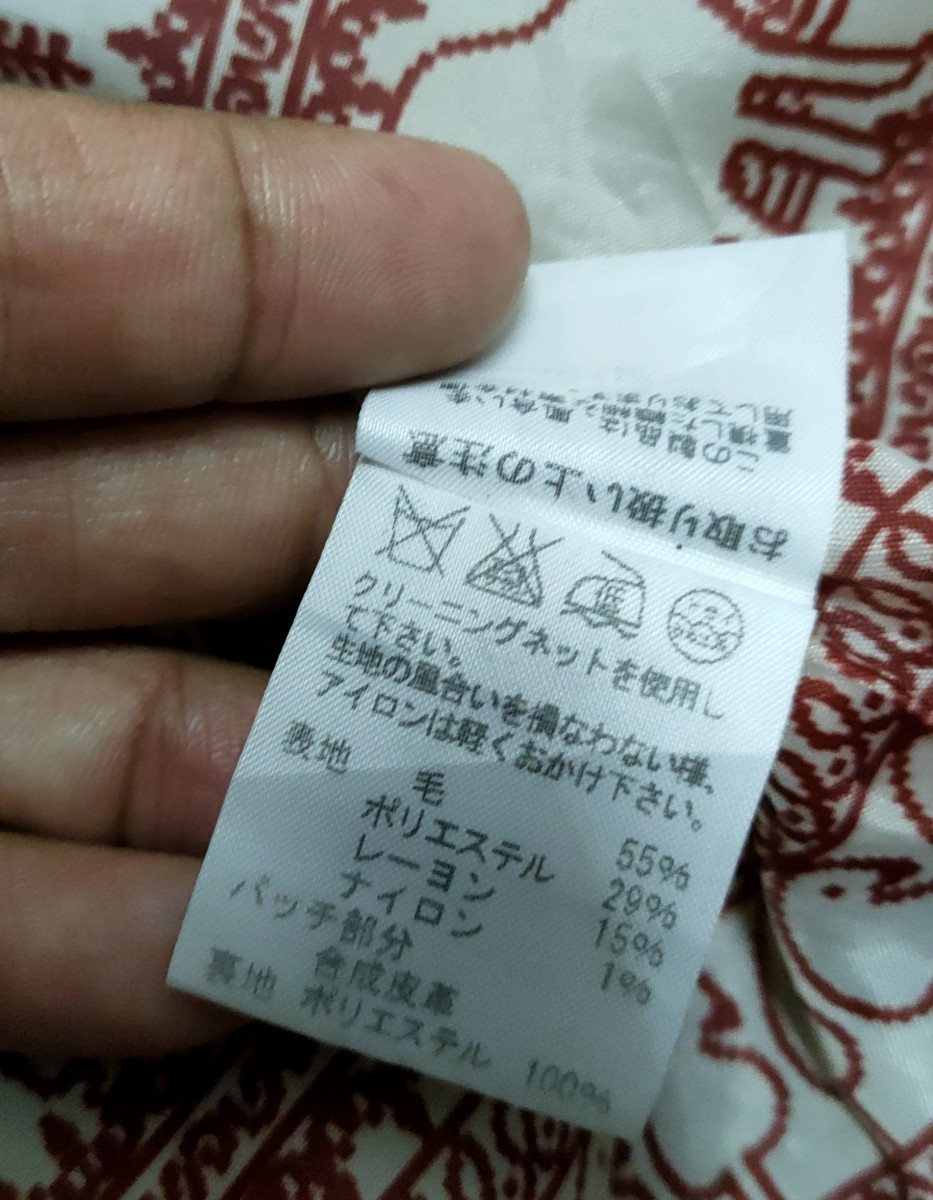 お取り扱い上の注意
低
クリーニングネットを使用し
て下さい。
生地の風合いを損なわない様、
アイロンは軽くおかけ下さい。
表地
毛 55%
ポリエステル 29%
レーヨン 15%
ナイロン 1%
パッチ部分
合成皮革
裏地 ポリエステル 100%